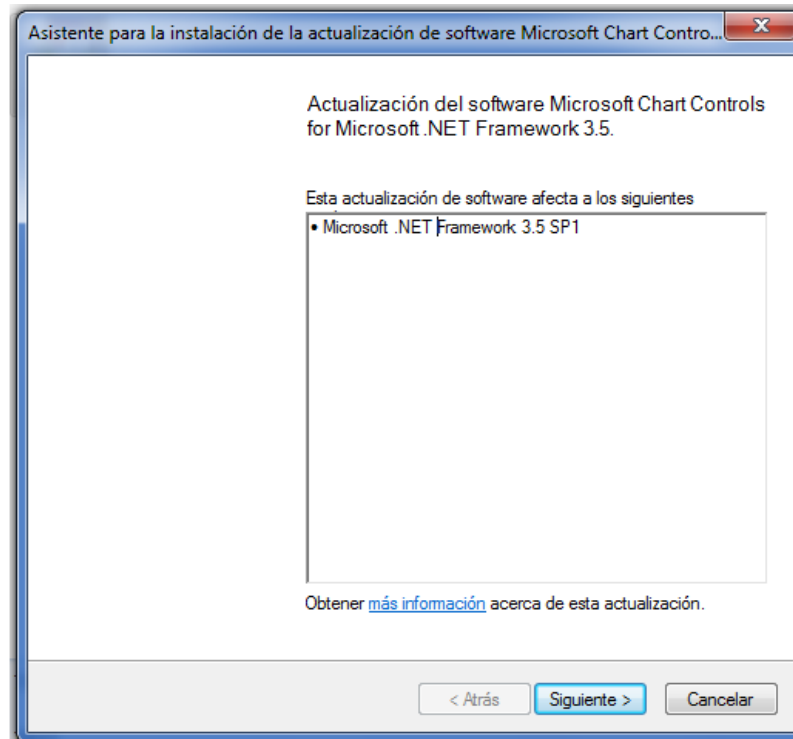 Asistente para la instalación de la actualización de software Microsoft Chart Contro...
Actualización del software Microsoft Chart Controls
for Microsoft .NET Framework 3.5.
Esta actualización de software afecta a los siguientes
• Microsoft .NET Framework 3.5 SP1
Obtener más información acerca de esta actualización.
< Atrás Siguiente > Cancelar